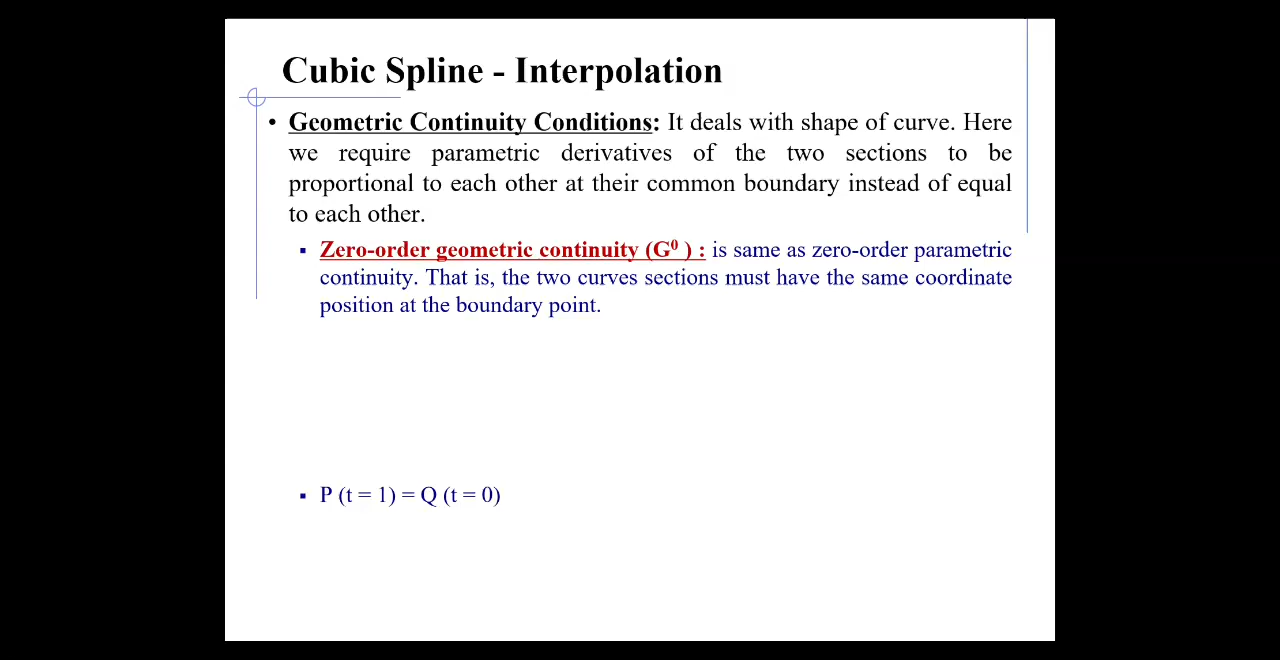 Cubic Spline - Interpolation
• Geometric Continuity Conditions: It deals with shape of curve. Here
we require parametric derivatives of the two sections to be
proportional to each other at their common boundary instead of equal
to each other.
▪ Zero-order geometric continuity (G⁰ ) : is same as zero-order parametric
continuity. That is, the two curves sections must have the same coordinate
position at the boundary point.
▪ P (t = 1) = Q (t = 0)